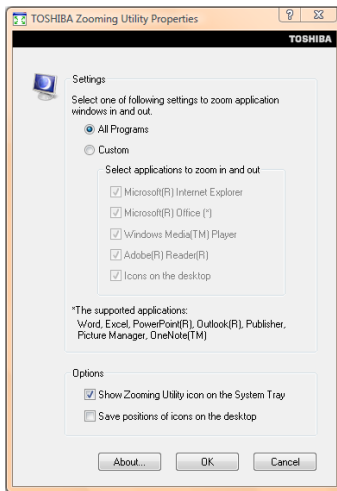 TOSHIBA Zooming Utility Properties
TOSHIBA
Settings
Select one of following settings to zoom application
windows in and out.
All Programs
Custom
Select applications to zoom in and out
Microsoft(R) Internet Explorer
Microsoft(R) Office (*)
Windows Media(TM) Player
Adobe(R) Reader(R)
Icons on the desktop
*The supported applications:
Word, Excel, PowerPoint(R), Outlook(R), Publisher,
Picture Manager, OneNote(TM)
Options
Show Zooming Utility icon on the System Tray
Save positions of icons on the desktop
About... OK Cancel